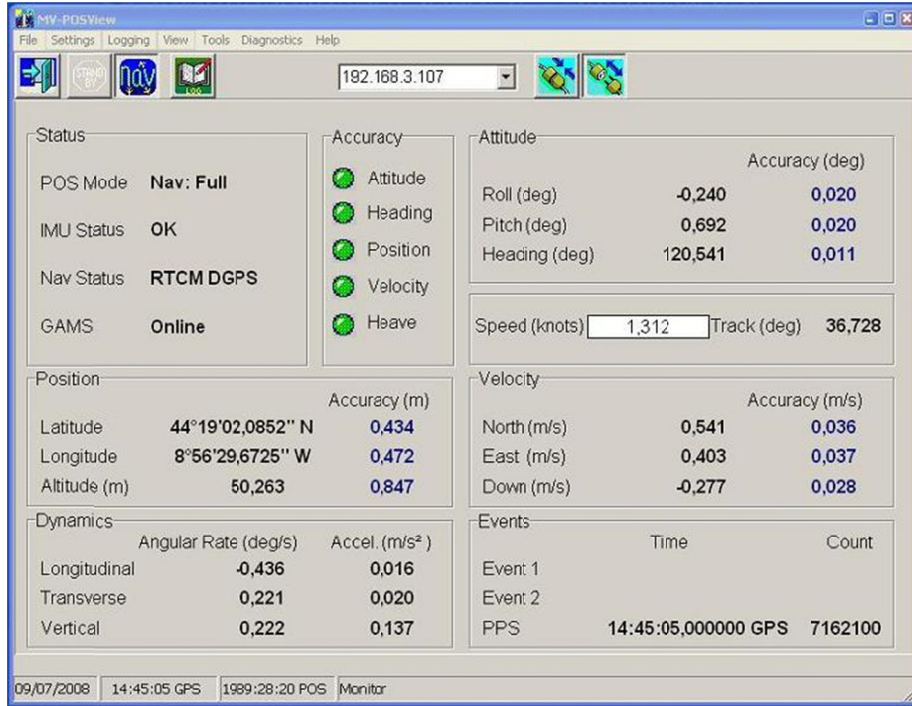 MV-POSView
File Settings Logging View Tools Diagnostics Help
STAND BY nav LOG 192.168.3.107
Status
POS Mode Nav: Full
IMU Status OK
Nav Status RTCM DGPS
GAMS Online
Accuracy
Attitude
Heading
Position
Velocity
Heave
Attitude
Accuracy (deg)
Roll (deg) -0,240 0,020
Pitch (deg) 0,692 0,020
Heading (deg) 120,541 0,011
Speed (knots) 1,312 Track (deg) 36,728
Position
Accuracy (m)
Latitude 44°19'02,0852" N 0,434
Longitude 8°56'29,6725" W 0,472
Altitude (m) 50,263 0,847
Velocity
Accuracy (m/s)
North (m/s) 0,541 0,036
East (m/s) 0,403 0,037
Down (m/s) -0,277 0,028
Dynamics
Angular Rate (deg/s) Accel. (m/s²)
Longitudinal -0,436 0,016
Transverse 0,221 0,020
Vertical 0,222 0,137
Events
Time Count
Event 1
Event 2
PPS 14:45:05,000000 GPS 7162100
09/07/2008 14:45:05 GPS 1989:28:20 POS Monitor